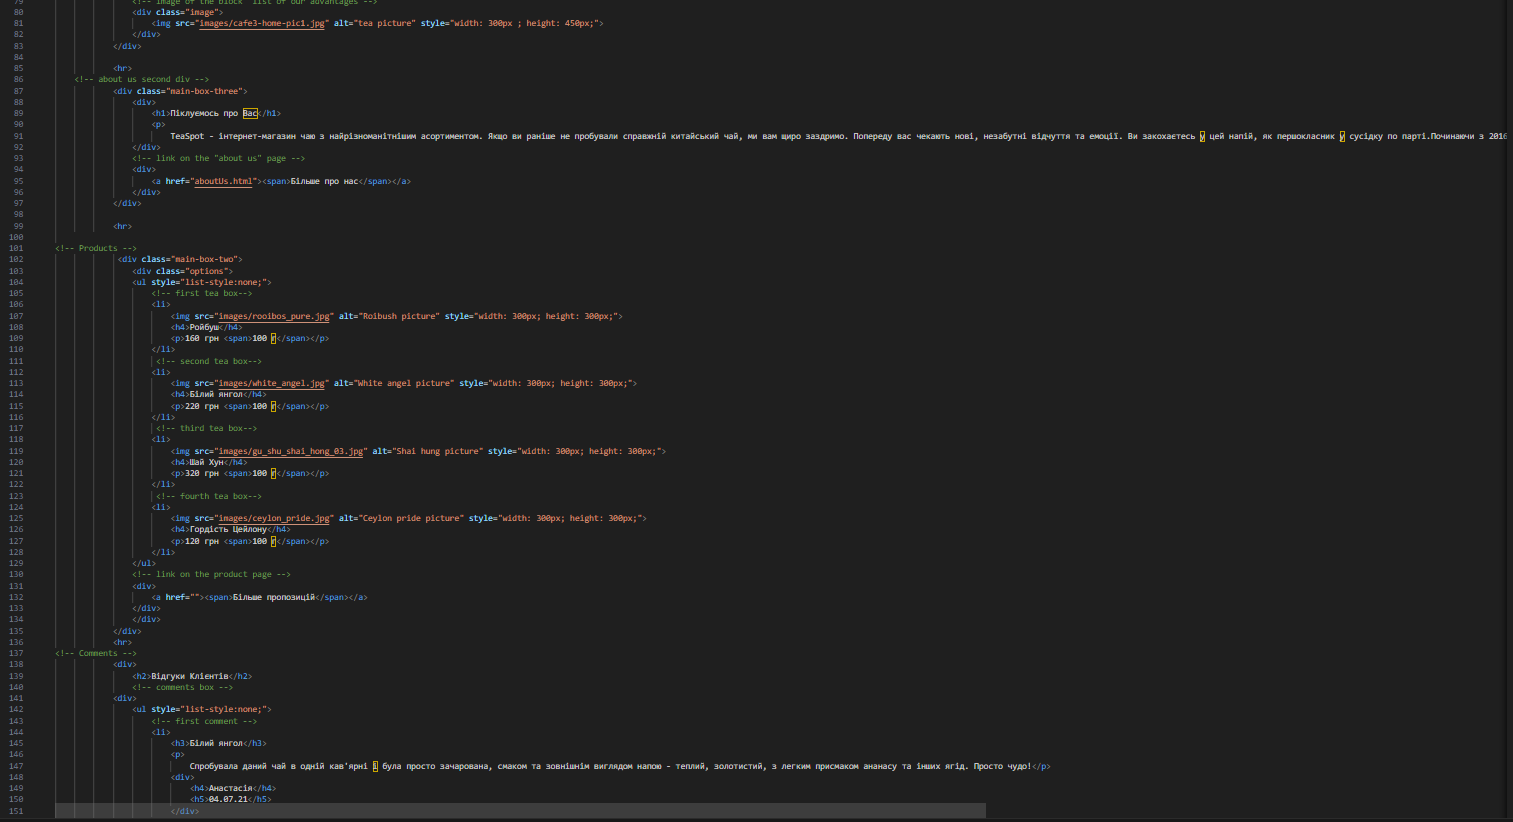 79 <!-- image of the block "list of our advantages -->
80 <div class="image">
81 <img src="images/cafe3-home-pic1.jpg" alt="tea picture" style="width: 300px ; height: 450px;">
82 </div>
83 </div>
84
85 <hr>
86 <!-- about us second div -->
87 <div class="main-box-three">
88 <div>
89 <h1>Піклуємось про Вас</h1>
90 <p>
91 TeaSpot - інтернет-магазин чаю з найрізноманітнішим асортиментом. Якщо ви раніше не пробували справжній китайський чай, ми вам щиро заздримо. Попереду вас чекають нові, незабутні відчуття та емоції. Ви закохаєтесь у цей напій, як першокласник у сусідку по парті.Починаючи з 2016
92 </div>
93 <!-- link on the "about us" page -->
94 <div>
95 <a href="aboutUs.html"><span>Більше про нас</span></a>
96 </div>
97 </div>
98
99 <hr>
100
101 <!-- Products -->
102 <div class="main-box-two">
103 <div class="options">
104 <ul style="list-style:none;">
105 <!-- first tea box-->
106 <li>
107 <img src="images/rooibos_pure.jpg" alt="Roibush picture" style="width: 300px; height: 300px;">
108 <h4>Ройбуш</h4>
109 <p>160 грн <span>100 г</span></p>
110 </li>
111 <!-- second tea box-->
112 <li>
113 <img src="images/white_angel.jpg" alt="White angel picture" style="width: 300px; height: 300px;">
114 <h4>Білий янгол</h4>
115 <p>220 грн <span>100 г</span></p>
116 </li>
117 <!-- third tea box-->
118 <li>
119 <img src="images/gu_shu_shai_hong_03.jpg" alt="Shai hung picture" style="width: 300px; height: 300px;">
120 <h4>Шай Хун</h4>
121 <p>320 грн <span>100 г</span></p>
122 </li>
123 <!-- fourth tea box-->
124 <li>
125 <img src="images/ceylon_pride.jpg" alt="Ceylon pride picture" style="width: 300px; height: 300px;">
126 <h4>Гордість Цейлону</h4>
127 <p>120 грн <span>100 г</span></p>
128 </li>
129 </ul>
130 <!-- link on the product page -->
131 <div>
132 <a href=""><span>Більше пропозицій</span></a>
133 </div>
134 </div>
135 </div>
136 <hr>
137 <!-- Comments -->
138 <div>
139 <h2>Відгуки Клієнтів</h2>
140 <!-- comments box -->
141 <div>
142 <ul style="list-style:none;">
143 <!-- first comment -->
144 <li>
145 <h3>Білий янгол</h3>
146 <p>
147 Спробувала даний чай в одній кав'ярні і була просто зачарована, смаком та зовнішнім виглядом напою - теплий, золотистий, з легким присмаком ананасу та інших ягід. Просто чудо!</p>
148 <div>
149 <h4>Анастасія</h4>
150 <h5>04.07.21</h5>
151 </div>